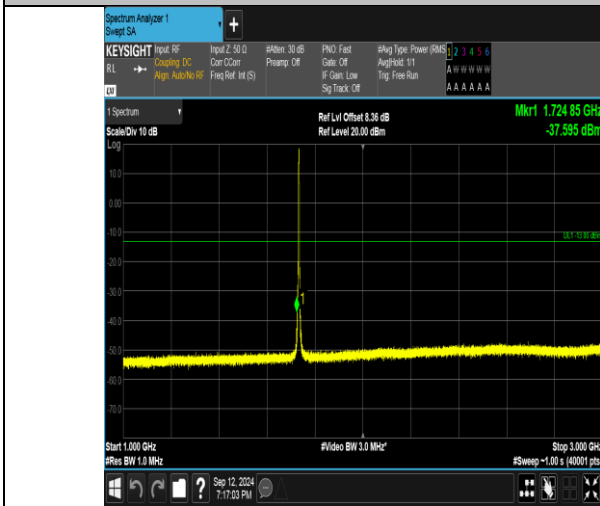 Spectrum Analyzer 1
Swept SA
+
KEYSIGHT Input: RF Input Z: 50 Ω #Atten: 30 dB PNO: Fast #Avg Type: Power (RMS 1 2 3 4 5 6
RL Coupling: DC Corr CCorr Preamp: Off Gate: Off Avg|Hold: 1/1 A W W W W W
Align: Auto/No RF Freq Ref: Int (S) IF Gain: Low Trig: Free Run
Sig Track: Off A A A A A A
1 Spectrum Ref Lvl Offset 8.36 dB Mkr1 1.724 85 GHz
Scale/Div 10 dB Ref Level 20.00 dBm -37.595 dBm
Log
10.0
0.00
-10.0
DL1 -13.00 dBm
-20.0
-30.0
1
-40.0
-50.0
-60.0
-70.0
Start 1.000 GHz #Video BW 3.0 MHz* Stop 3.000 GHz
#Res BW 1.0 MHz #Sweep ~1.00 s (40001 pts
? Sep 12, 2024
7:17:03 PM